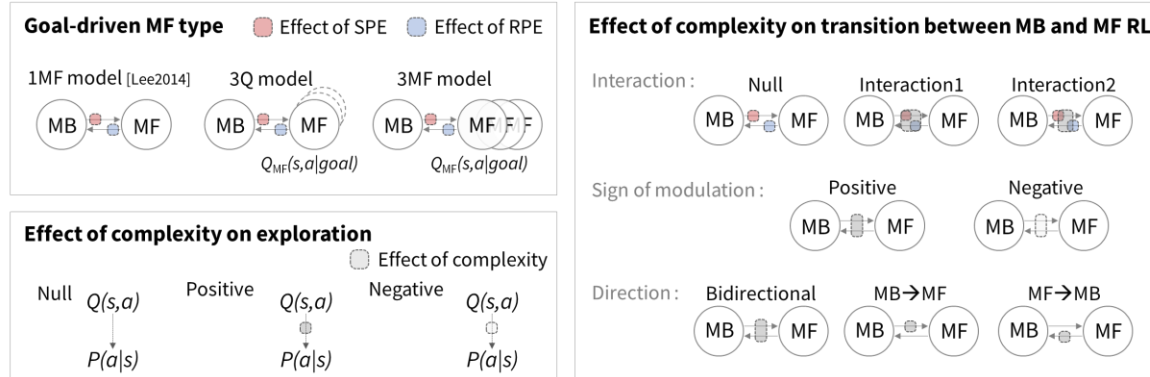 Goal-driven MF type
Effect of SPE
Effect of RPE
1MF model [Lee2014]
3Q model
3MF model
MB
MF
MB
MF
MB
MF
MF
MF
Q_MF(s,a|goal)
Q_MF(s,a|goal)
Effect of complexity on exploration
Effect of complexity
Null
Positive
Negative
Q(s,a)
Q(s,a)
Q(s,a)
P(a|s)
P(a|s)
P(a|s)
Effect of complexity on transition between MB and MF RL
Interaction :
Null
Interaction1
Interaction2
MB
MF
MB
MF
MB
MF
Sign of modulation :
Positive
Negative
MB
MF
MB
MF
Direction :
Bidirectional
MB→MF
MF→MB
MB
MF
MB
MF
MB
MF